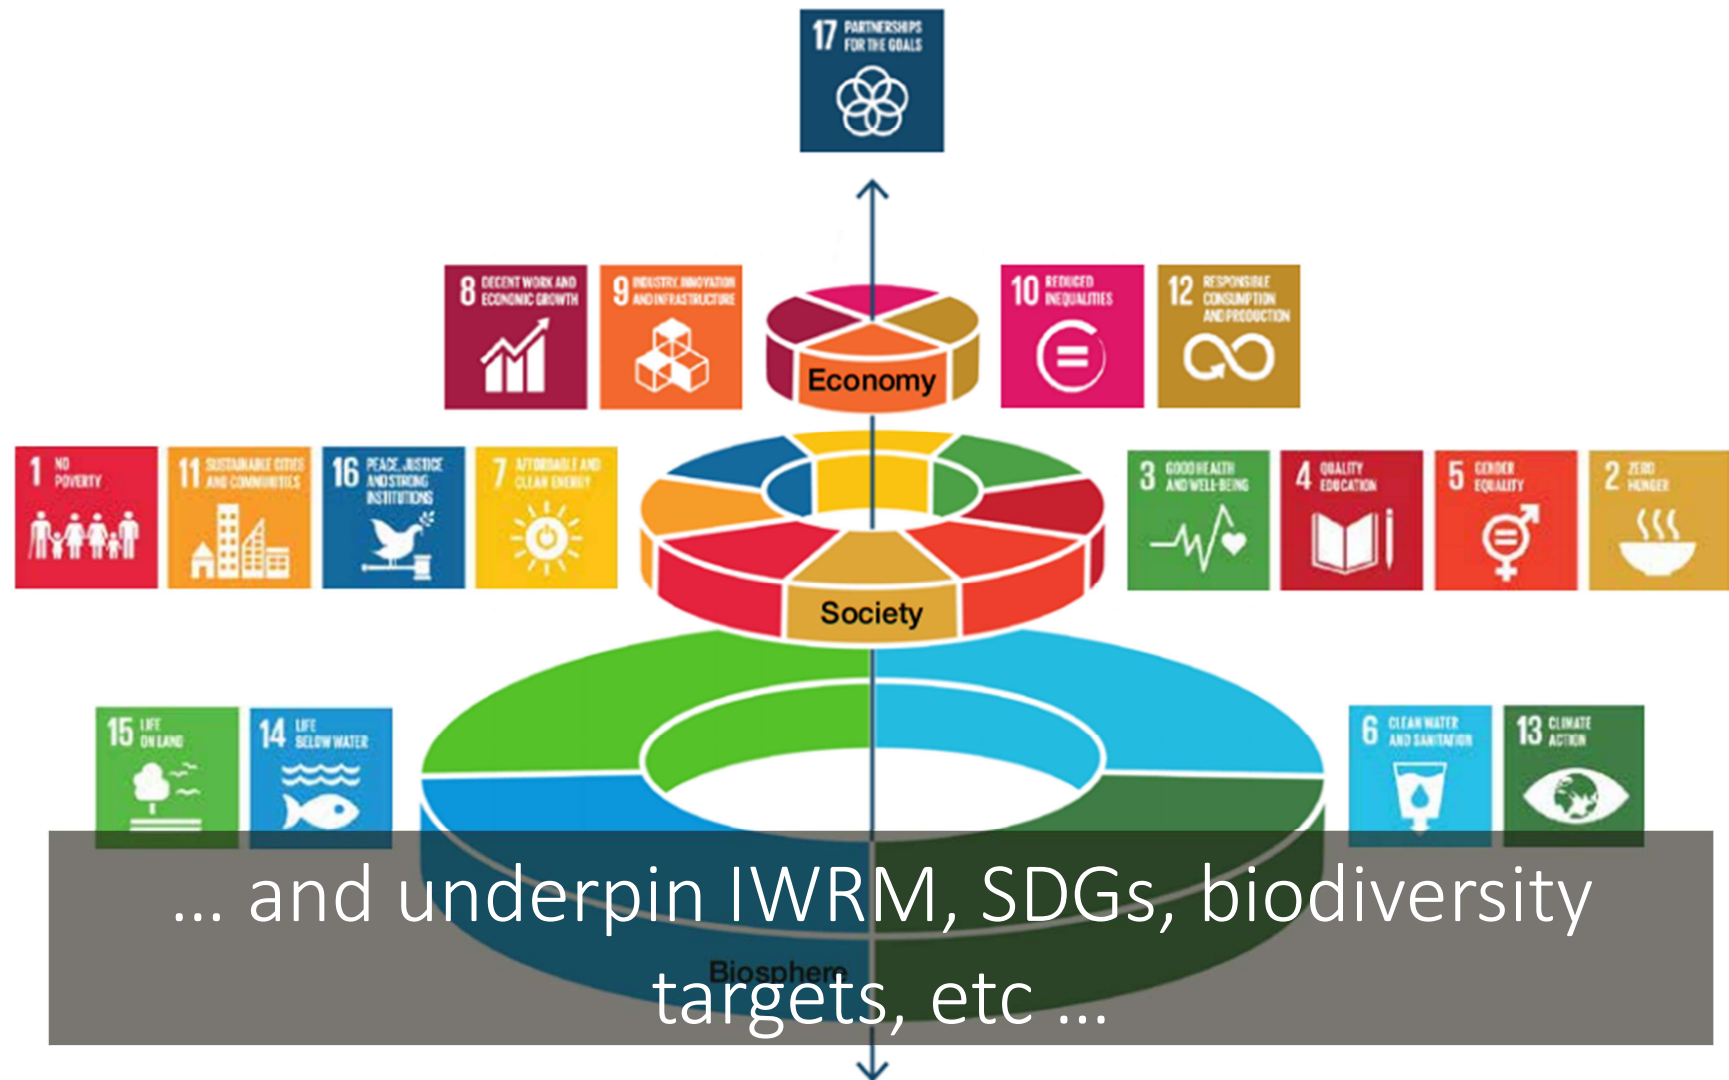 17 PARTNERSHIPS
FOR THE GOALS
8 DECENT WORK AND
ECONOMIC GROWTH
9 INDUSTRY, INNOVATION
AND INFRASTRUCTURE
10 REDUCED
INEQUALITIES
12 RESPONSIBLE
CONSUMPTION
AND PRODUCTION
Economy
1 NO
POVERTY
11 SUSTAINABLE CITIES
AND COMMUNITIES
16 PEACE, JUSTICE
AND STRONG
INSTITUTIONS
7 AFFORDABLE AND
CLEAN ENERGY
3 GOOD HEALTH
AND WELL-BEING
4 QUALITY
EDUCATION
5 GENDER
EQUALITY
2 ZERO
HUNGER
Society
15 LIFE
ON LAND
14 LIFE
BELOW WATER
6 CLEAN WATER
AND SANITATION
13 CLIMATE
ACTION
... and underpin IWRM, SDGs, biodiversity
Biosphere
targets, etc ...